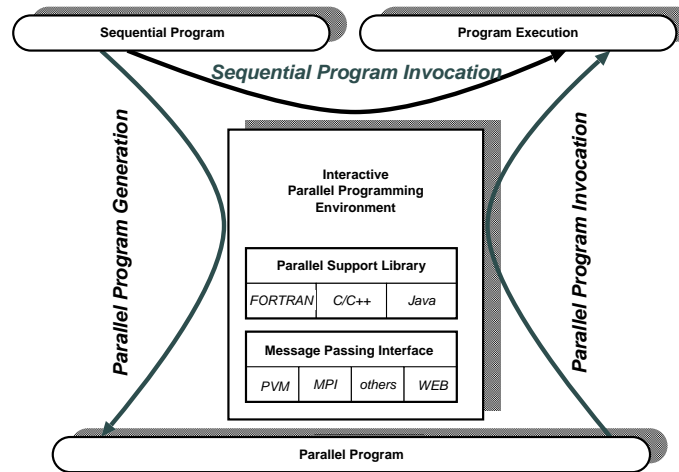 Sequential Program
Program Execution
Sequential Program Invocation
Parallel Program Generation
Interactive
Parallel Programming
Environment
Parallel Support Library
FORTRAN C/C++ Java
Message Passing Interface
PVM MPI others WEB
Parallel Program Invocation
Parallel Program